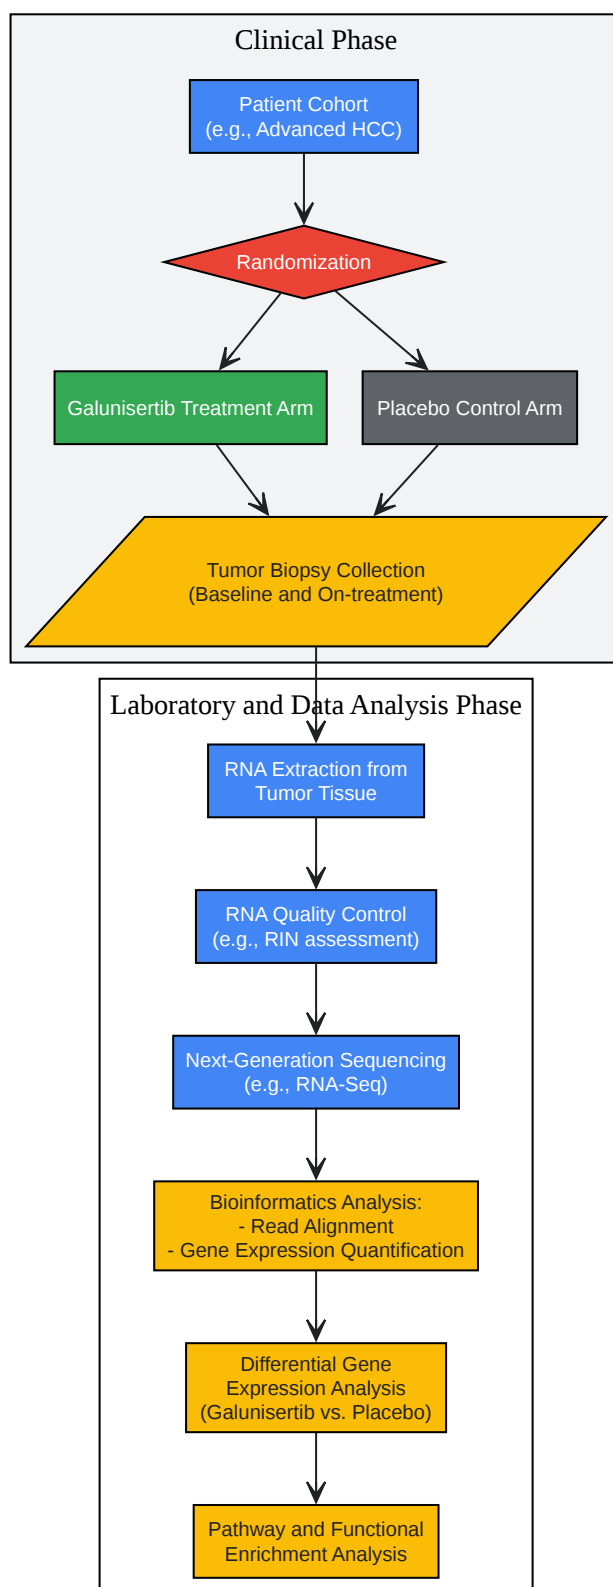 Clinical Phase
Patient Cohort
(e.g., Advanced HCC)
Randomization
Galunisertib Treatment Arm
Placebo Control Arm
Tumor Biopsy Collection
(Baseline and On-treatment)
Laboratory and Data Analysis Phase
RNA Extraction from
Tumor Tissue
RNA Quality Control
(e.g., RIN assessment)
Next-Generation Sequencing
(e.g., RNA-Seq)
Bioinformatics Analysis:
- Read Alignment
- Gene Expression Quantification
Differential Gene
Expression Analysis
(Galunisertib vs. Placebo)
Pathway and Functional
Enrichment Analysis